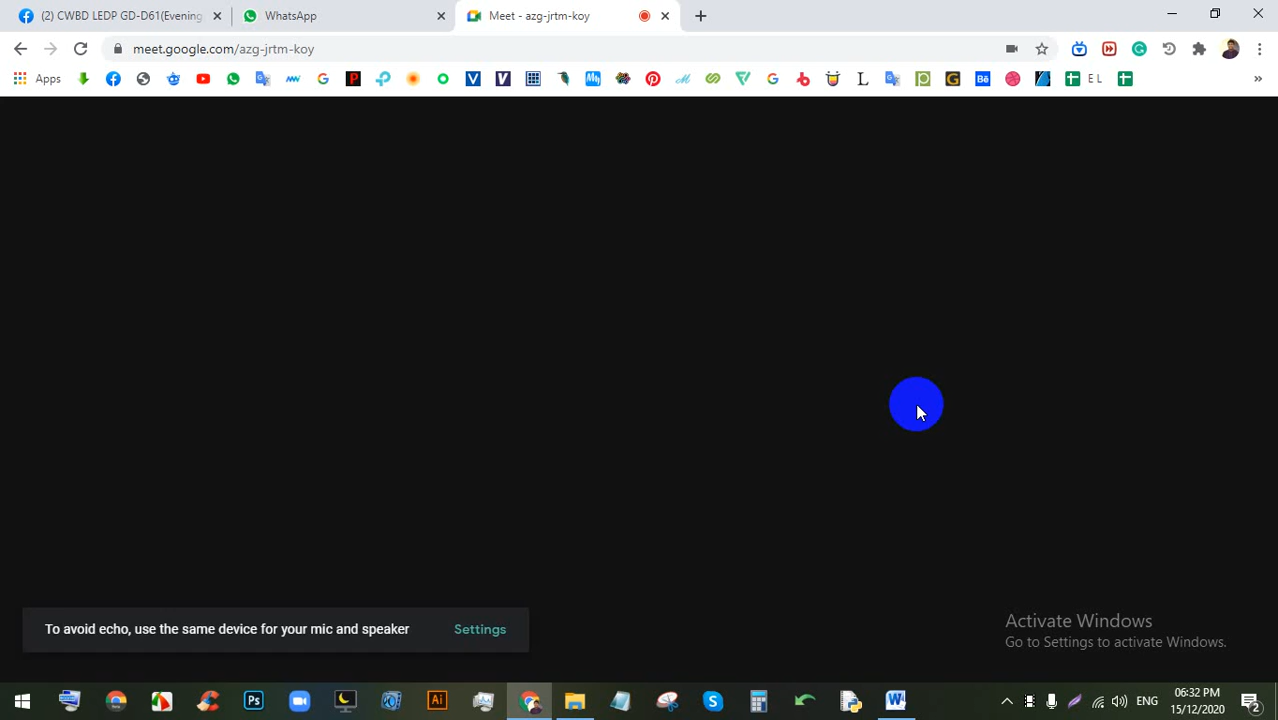 (2) CWBD LEDP GD-D61(Evening
WhatsApp
Meet - azg-jrtm-koy
meet.google.com/azg-jrtm-koy
Apps
E L
To avoid echo, use the same device for your mic and speaker
Settings
Activate Windows
Go to Settings to activate Windows.
ENG
06:32 PM
15/12/2020
2